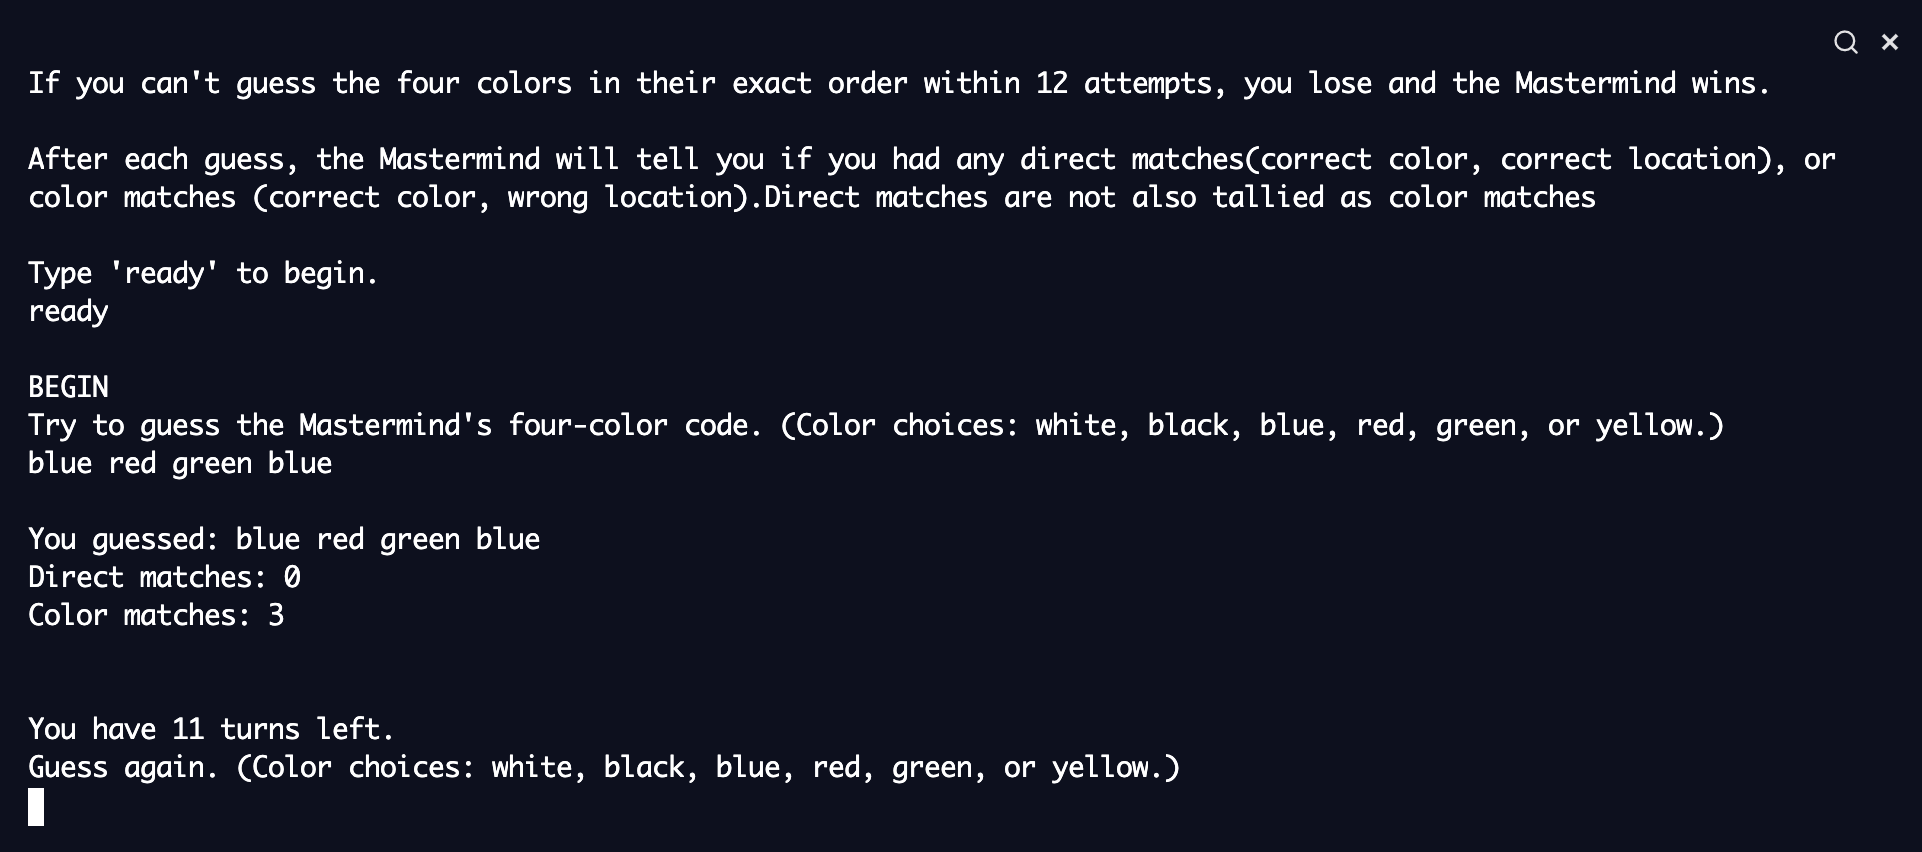 If you can't guess the four colors in their exact order within 12 attempts, you lose and the Mastermind wins.
After each guess, the Mastermind will tell you if you had any direct matches(correct color, correct location), or
color matches (correct color, wrong location).Direct matches are not also tallied as color matches
Type 'ready' to begin.
ready
BEGIN
Try to guess the Mastermind's four-color code. (Color choices: white, black, blue, red, green, or yellow.)
blue red green blue
You guessed: blue red green blue
Direct matches: 0
Color matches: 3
You have 11 turns left.
Guess again. (Color choices: white, black, blue, red, green, or yellow.)